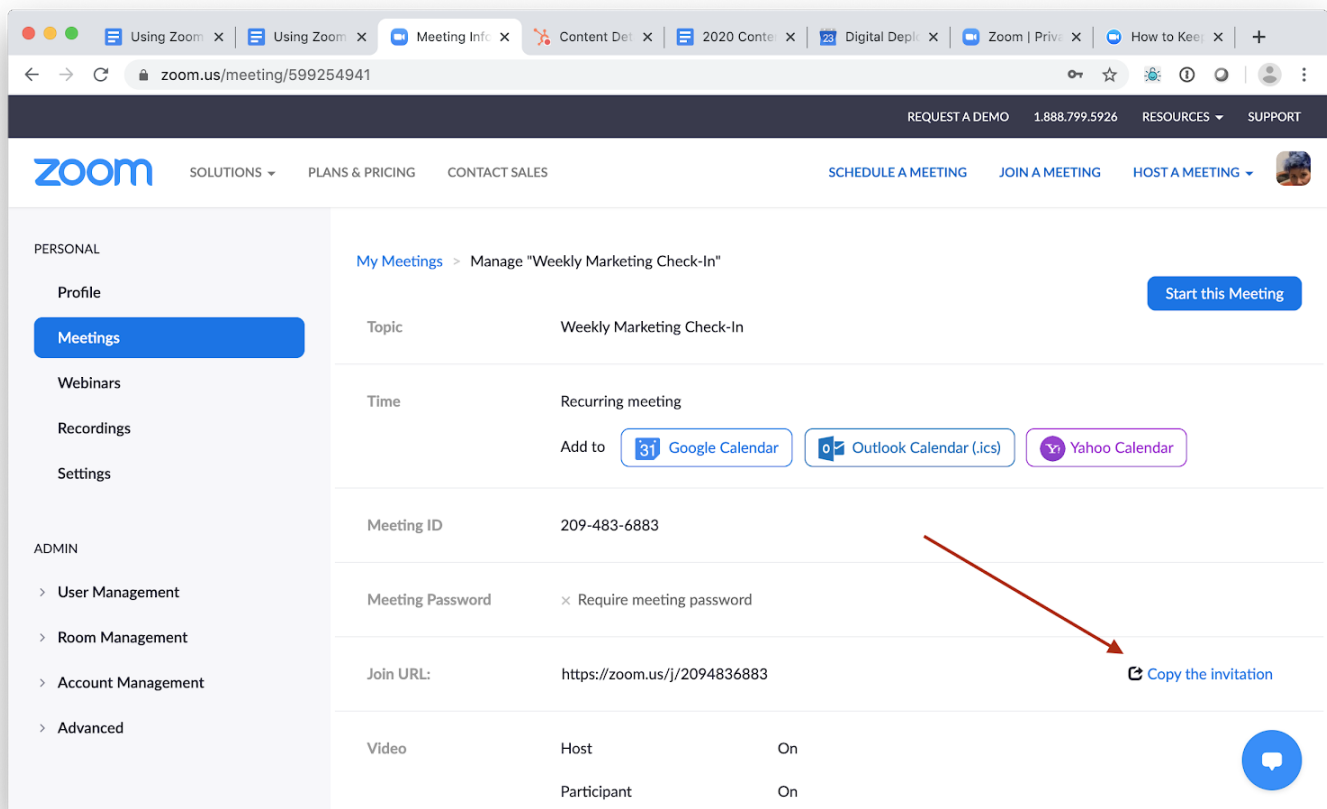 Using Zoom
Using Zoom
Meeting Info
Content Det
2020 Conte
Digital Deplo
Zoom | Priva
How to Keep
zoom.us/meeting/599254941
REQUEST A DEMO
1.888.799.5926
RESOURCES
SUPPORT
zoom
SOLUTIONS
PLANS & PRICING
CONTACT SALES
SCHEDULE A MEETING
JOIN A MEETING
HOST A MEETING
PERSONAL
Profile
Meetings
Webinars
Recordings
Settings
ADMIN
User Management
Room Management
Account Management
Advanced
My Meetings > Manage "Weekly Marketing Check-In"
Start this Meeting
Topic
Weekly Marketing Check-In
Time
Recurring meeting
Add to
31 Google Calendar
Outlook Calendar (.ics)
Yahoo Calendar
Meeting ID
209-483-6883
Meeting Password
× Require meeting password
Join URL:
https://zoom.us/j/2094836883
Copy the invitation
Video
Host
On
Participant
On